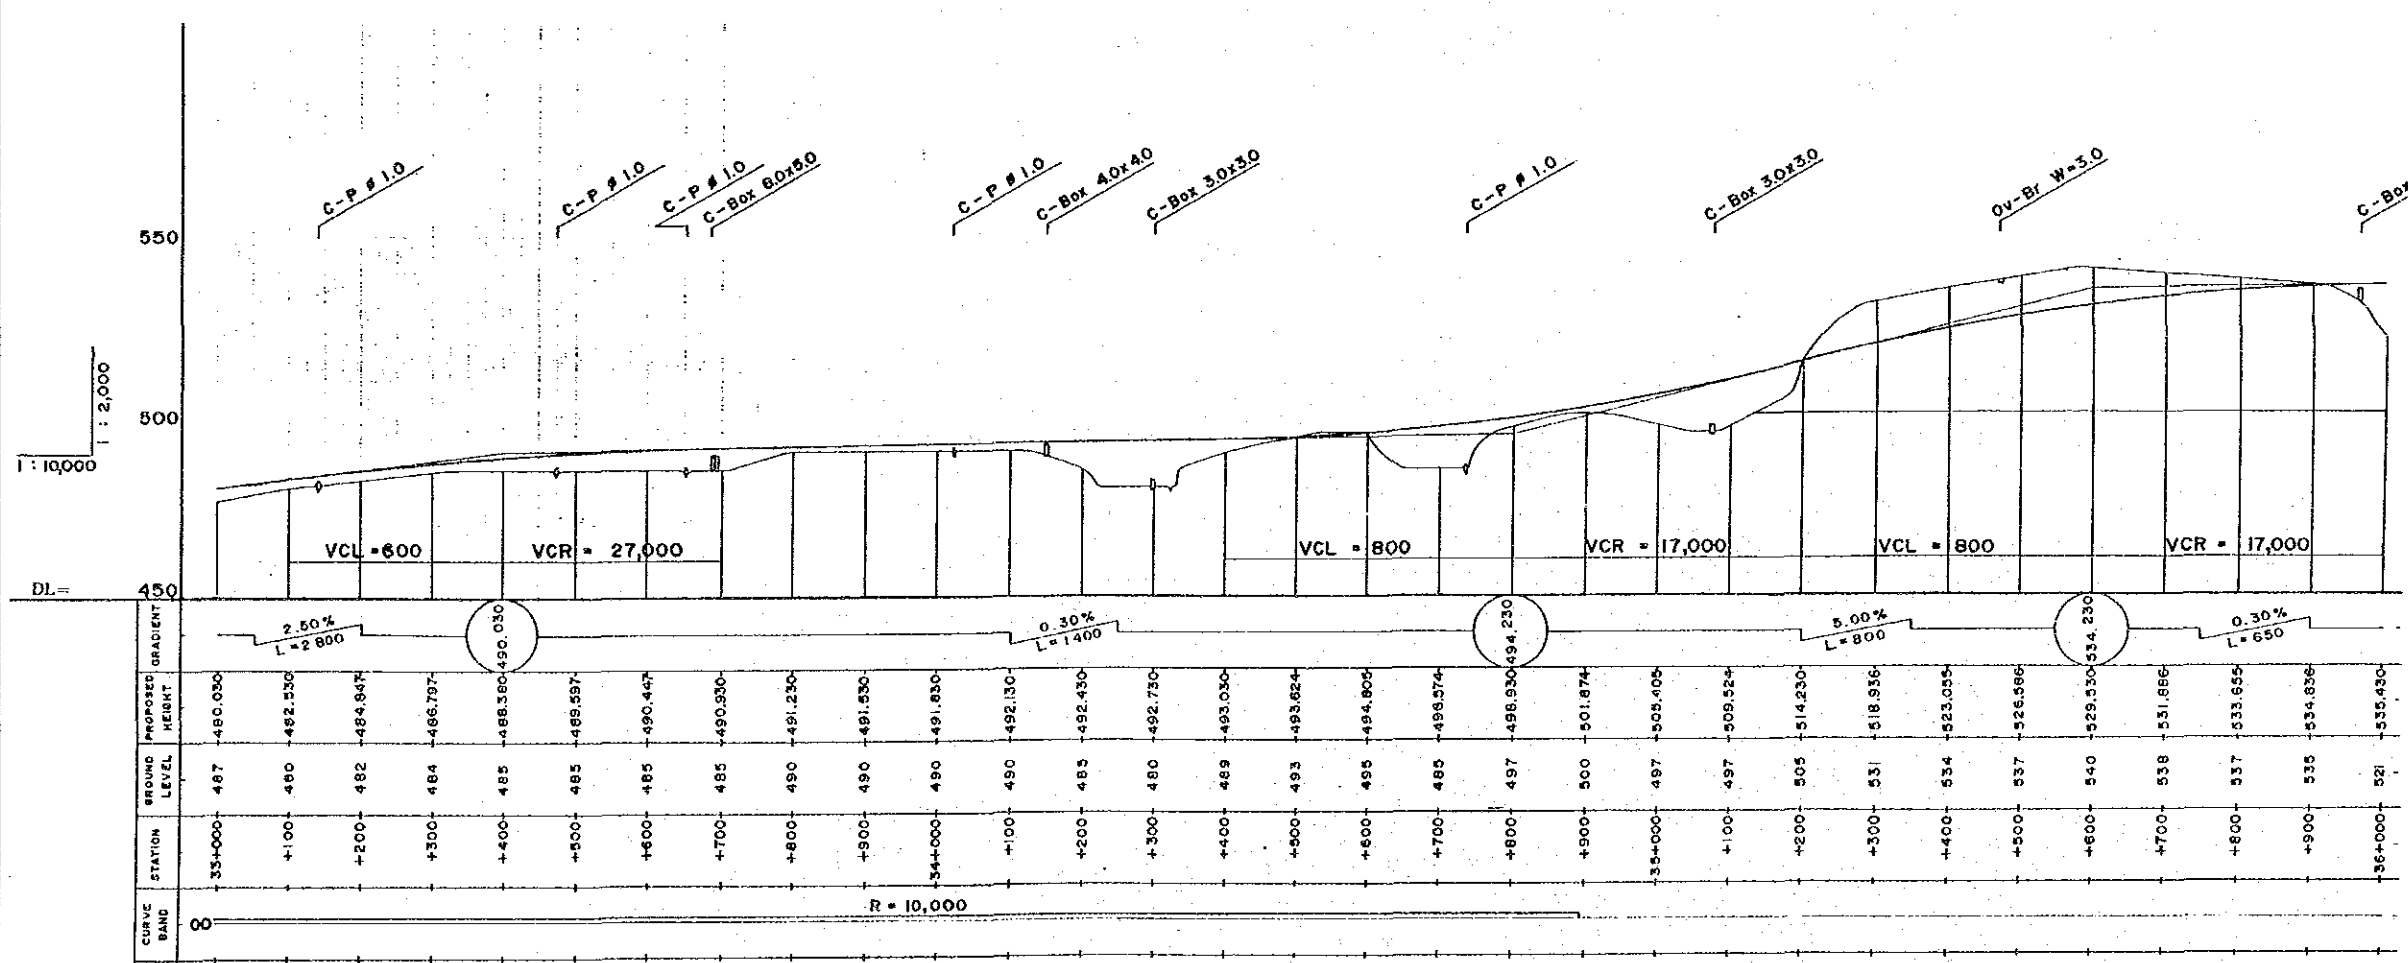 C-P ø 1.0
C-P ø 1.0
C-P ø 1.0
C-Box 8.0x5.0
C-P ø 1.0
C-Box 4.0x4.0
C-Box 3.0x3.0
C-P ø 1.0
C-Box 3.0x3.0
Ov-Br W=3.0
C-Box
550
500
450
1 : 2,000
1 : 10,000
DL=
VCL = 600
VCR = 27,000
VCL = 800
VCR = 17,000
VCL = 800
VCR = 17,000
GRADIENT
2.50%
L = 2 800
490.030
0.30%
L = 1400
494.230
5.00%
L = 800
534.230
0.30%
L = 650
PROPOSED HEIGHT
480.030 482.530 484.847 486.797 488.380 489.597 490.447 490.930 491.230 491.530 491.830 492.130 492.430 492.730 493.030 493.624 494.805 496.574 498.930 501.874 505.405 509.524 514.230 518.936 523.055 526.586 529.530 531.886 533.655 534.836 535.430
GROUND LEVEL
487 480 482 484 485 485 485 485 490 490 490 490 485 480 489 493 495 485 497 500 497 497 505 531 534 537 540 538 537 535 521
STATION
33+000 +100 +200 +300 +400 +500 +600 +700 +800 +900 34+000 +100 +200 +300 +400 +500 +600 +700 +800 +900 35+000 +100 +200 +300 +400 +500 +600 +700 +800 +900 36+000
CURVE BAND
00
R = 10,000